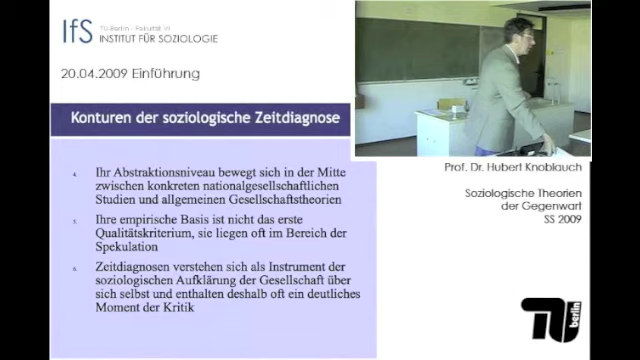 IfS
TU Berlin - Fakultät VI
INSTITUT FÜR SOZIOLOGIE
20.04.2009 Einführung
Konturen der soziologische Zeitdiagnose
4. Ihr Abstraktionsniveau bewegt sich in der Mitte
zwischen konkreten nationalgesellschaftlichen
Studien und allgemeinen Gesellschaftstheorien
5. Ihre empirische Basis ist nicht das erste
Qualitätskriterium, sie liegen oft im Bereich der
Spekulation
6. Zeitdiagnosen verstehen sich als Instrument der
soziologischen Aufklärung der Gesellschaft über
sich selbst und enthalten deshalb oft ein deutliches
Moment der Kritik
Prof. Dr. Hubert Knoblauch
Soziologische Theorien
der Gegenwart
SS 2009
TU berlin